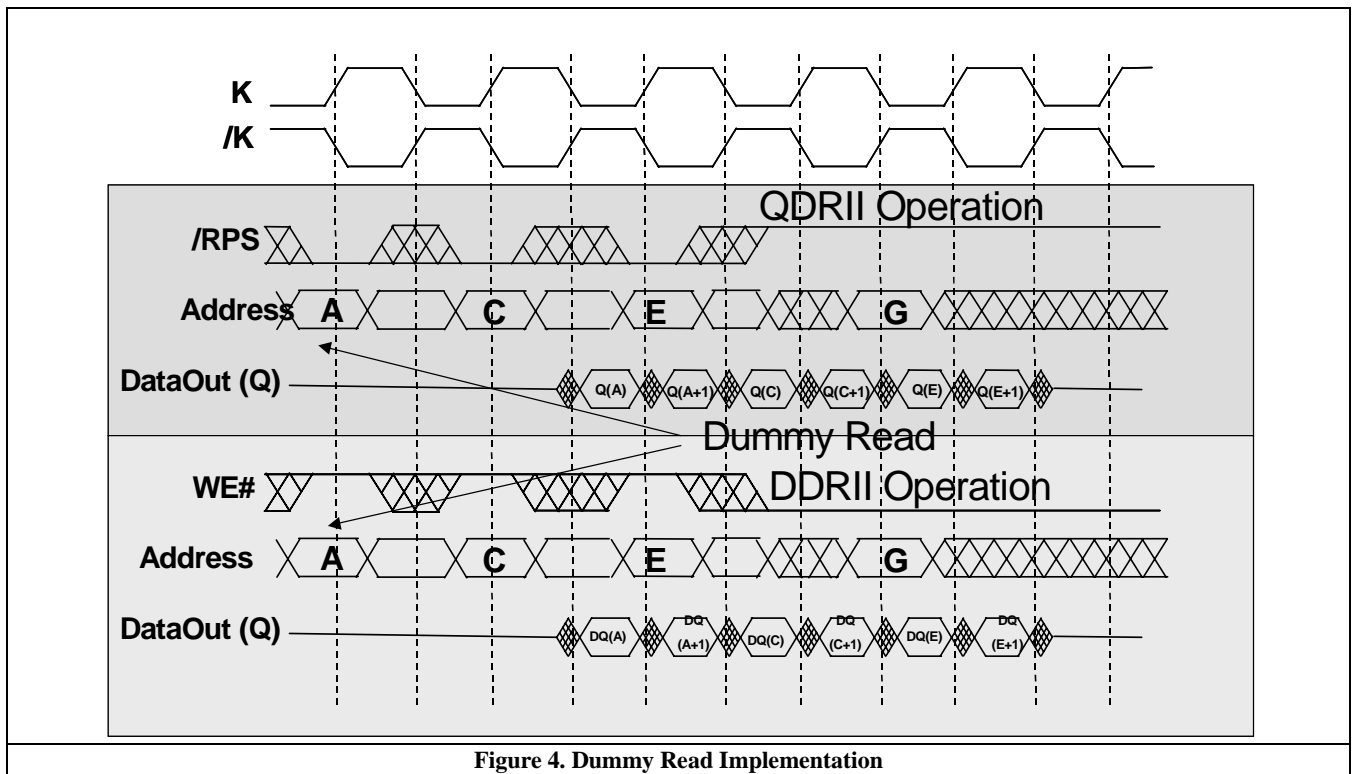 K
/K
QDRII Operation
/RPS
Address A C E G
DataOut (Q) Q(A) Q(A+1) Q(C) Q(C+1) Q(E) Q(E+1)
Dummy Read
WE# DDRII Operation
Address A C E G
DataOut (Q) DQ(A) DQ (A+1) DQ(C) DQ (C+1) DQ(E) DQ (E+1)
Figure 4. Dummy Read Implementation